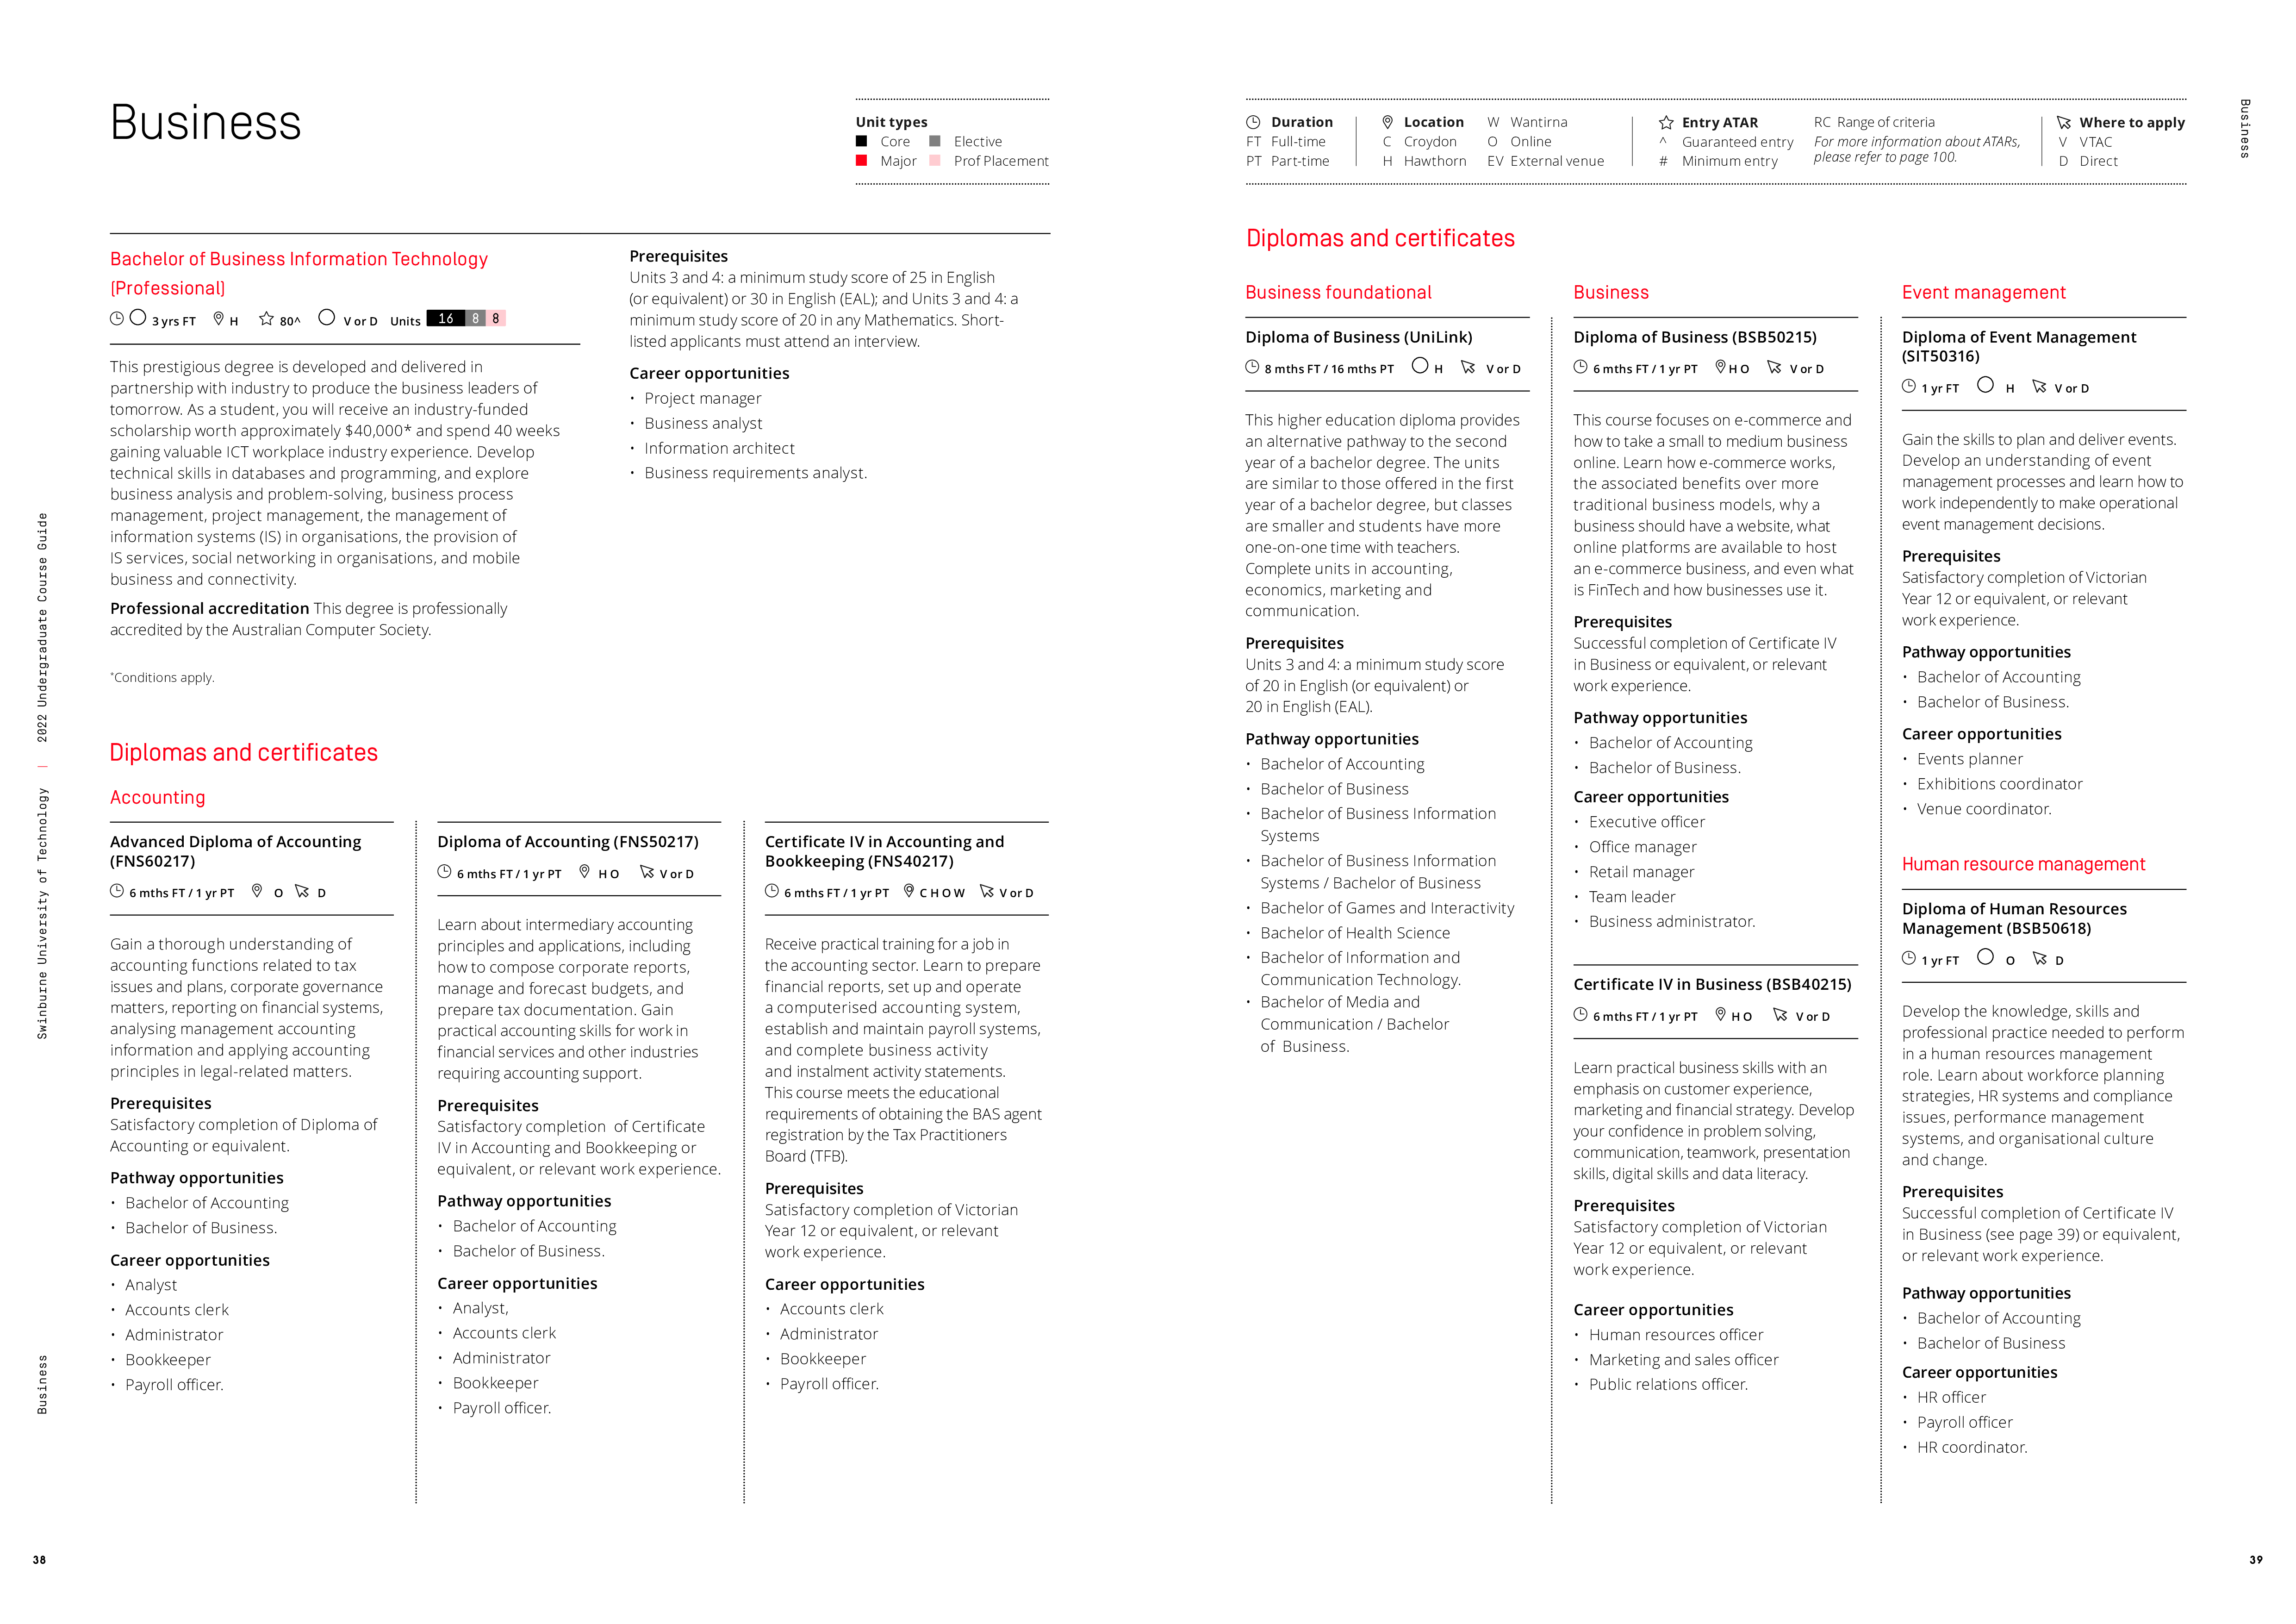 Business
Unit types
Core Elective
Major Prof Placement
Bachelor of Business Information Technology
(Professional)
3 yrs FT H 80^ V or D Units 16 8 8
This prestigious degree is developed and delivered in
partnership with industry to produce the business leaders of
tomorrow. As a student, you will receive an industry-funded
scholarship worth approximately $40,000* and spend 40 weeks
gaining valuable ICT workplace industry experience. Develop
technical skills in databases and programming, and explore
business analysis and problem-solving, business process
management, project management, the management of
information systems (IS) in organisations, the provision of
IS services, social networking in organisations, and mobile
business and connectivity.
Professional accreditation This degree is professionally
accredited by the Australian Computer Society.
*Conditions apply.
Prerequisites
Units 3 and 4: a minimum study score of 25 in English
(or equivalent) or 30 in English (EAL); and Units 3 and 4: a
minimum study score of 20 in any Mathematics. Short-
listed applicants must attend an interview.
Career opportunities
• Project manager
• Business analyst
• Information architect
• Business requirements analyst.
Diplomas and certificates
Accounting
Advanced Diploma of Accounting
(FNS60217)
6 mths FT / 1 yr PT O D
Gain a thorough understanding of
accounting functions related to tax
issues and plans, corporate governance
matters, reporting on financial systems,
analysing management accounting
information and applying accounting
principles in legal-related matters.
Prerequisites
Satisfactory completion of Diploma of
Accounting or equivalent.
Pathway opportunities
• Bachelor of Accounting
• Bachelor of Business.
Career opportunities
• Analyst
• Accounts clerk
• Administrator
• Bookkeeper
• Payroll officer.
Diploma of Accounting (FNS50217)
6 mths FT / 1 yr PT H O V or D
Learn about intermediary accounting
principles and applications, including
how to compose corporate reports,
manage and forecast budgets, and
prepare tax documentation. Gain
practical accounting skills for work in
financial services and other industries
requiring accounting support.
Prerequisites
Satisfactory completion of Certificate
IV in Accounting and Bookkeeping or
equivalent, or relevant work experience.
Pathway opportunities
• Bachelor of Accounting
• Bachelor of Business.
Career opportunities
• Analyst,
• Accounts clerk
• Administrator
• Bookkeeper
• Payroll officer.
Certificate IV in Accounting and
Bookkeeping (FNS40217)
6 mths FT / 1 yr PT C H O W V or D
Receive practical training for a job in
the accounting sector. Learn to prepare
financial reports, set up and operate
a computerised accounting system,
establish and maintain payroll systems,
and complete business activity
and instalment activity statements.
This course meets the educational
requirements of obtaining the BAS agent
registration by the Tax Practitioners
Board (TFB).
Prerequisites
Satisfactory completion of Victorian
Year 12 or equivalent, or relevant
work experience.
Career opportunities
• Accounts clerk
• Administrator
• Bookkeeper
• Payroll officer.
Swinburne University of Technology | 2022 Undergraduate Course Guide
Business
38
Duration
FT Full-time
PT Part-time
Location
C Croydon
H Hawthorn
W Wantirna
O Online
EV External venue
Entry ATAR
^ Guaranteed entry
# Minimum entry
RC Range of criteria
For more information about ATARs,
please refer to page 100.
Where to apply
V VTAC
D Direct
Business
Diplomas and certificates
Business foundational
Diploma of Business (UniLink)
8 mths FT / 16 mths PT H V or D
This higher education diploma provides
an alternative pathway to the second
year of a bachelor degree. The units
are similar to those offered in the first
year of a bachelor degree, but classes
are smaller and students have more
one-on-one time with teachers.
Complete units in accounting,
economics, marketing and
communication.
Prerequisites
Units 3 and 4: a minimum study score
of 20 in English (or equivalent) or
20 in English (EAL).
Pathway opportunities
• Bachelor of Accounting
• Bachelor of Business
• Bachelor of Business Information
Systems
• Bachelor of Business Information
Systems / Bachelor of Business
• Bachelor of Games and Interactivity
• Bachelor of Health Science
• Bachelor of Information and
Communication Technology.
• Bachelor of Media and
Communication / Bachelor
of Business.
Business
Diploma of Business (BSB50215)
6 mths FT / 1 yr PT H O V or D
This course focuses on e-commerce and
how to take a small to medium business
online. Learn how e-commerce works,
the associated benefits over more
traditional business models, why a
business should have a website, what
online platforms are available to host
an e-commerce business, and even what
is FinTech and how businesses use it.
Prerequisites
Successful completion of Certificate IV
in Business or equivalent, or relevant
work experience.
Pathway opportunities
• Bachelor of Accounting
• Bachelor of Business.
Career opportunities
• Executive officer
• Office manager
• Retail manager
• Team leader
• Business administrator.
Certificate IV in Business (BSB40215)
6 mths FT / 1 yr PT H O V or D
Learn practical business skills with an
emphasis on customer experience,
marketing and financial strategy. Develop
your confidence in problem solving,
communication, teamwork, presentation
skills, digital skills and data literacy.
Prerequisites
Satisfactory completion of Victorian
Year 12 or equivalent, or relevant
work experience.
Career opportunities
• Human resources officer
• Marketing and sales officer
• Public relations officer.
Event management
Diploma of Event Management
(SIT50316)
1 yr FT H V or D
Gain the skills to plan and deliver events.
Develop an understanding of event
management processes and learn how to
work independently to make operational
event management decisions.
Prerequisites
Satisfactory completion of Victorian
Year 12 or equivalent, or relevant
work experience.
Pathway opportunities
• Bachelor of Accounting
• Bachelor of Business.
Career opportunities
• Events planner
• Exhibitions coordinator
• Venue coordinator.
Human resource management
Diploma of Human Resources
Management (BSB50618)
1 yr FT O D
Develop the knowledge, skills and
professional practice needed to perform
in a human resources management
role. Learn about workforce planning
strategies, HR systems and compliance
issues, performance management
systems, and organisational culture
and change.
Prerequisites
Successful completion of Certificate IV
in Business (see page 39) or equivalent,
or relevant work experience.
Pathway opportunities
• Bachelor of Accounting
• Bachelor of Business
Career opportunities
• HR officer
• Payroll officer
• HR coordinator.
39